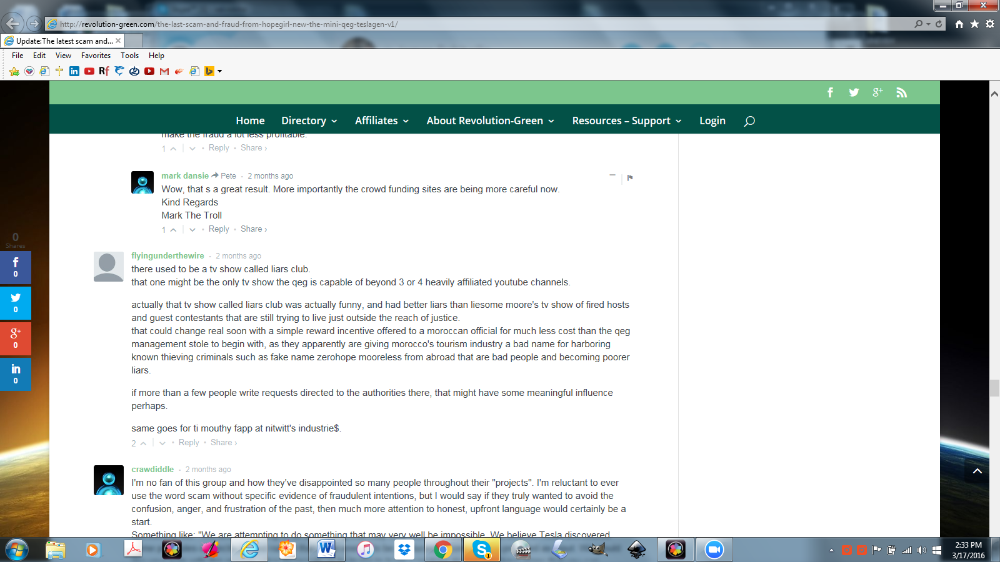 http://revolution-green.com/the-last-scam-and-fraud-from-hopegirl-new-the-mini-qeg-teslagen-v1/
Update:The latest scam and...
File Edit View Favorites Tools Help
Home Directory Affiliates About Revolution-Green Resources – Support Login
make the fraud a lot less profitable.
1 Reply Share ›
mark dansie Pete 2 months ago
Wow, that s a great result. More importantly the crowd funding sites are being more careful now.
Kind Regards
Mark The Troll
1 Reply Share ›
0
Shares
0
0
0
0
flyingunderthewire 2 months ago
there used to be a tv show called liars club.
that one might be the only tv show the qeg is capable of beyond 3 or 4 heavily affiliated youtube channels.
actually that tv show called liars club was actually funny, and had better liars than liesome moore's tv show of fired hosts
and guest contestants that are still trying to live just outside the reach of justice.
that could change real soon with a simple reward incentive offered to a moroccan official for much less cost than the qeg
management stole to begin with, as they apparently are giving morocco's tourism industry a bad name for harboring
known thieving criminals such as fake name zerohope mooreless from abroad that are bad people and becoming poorer
liars.
if more than a few people write requests directed to the authorities there, that might have some meaningful influence
perhaps.
same goes for ti mouthy fapp at nitwitt's industrie$.
2 Reply Share ›
crawdiddle 2 months ago
I'm no fan of this group and how they've disappointed so many people throughout their "projects". I'm reluctant to ever
use the word scam without specific evidence of fraudulent intentions, but I would say if they truly wanted to avoid the
confusion, anger, and frustration of the past, then much more attention to honest, upfront language would certainly be a
start.
Something like: "We are attempting to do something that may very well be impossible. We believe Tesla discovered
2:33 PM
3/17/2016